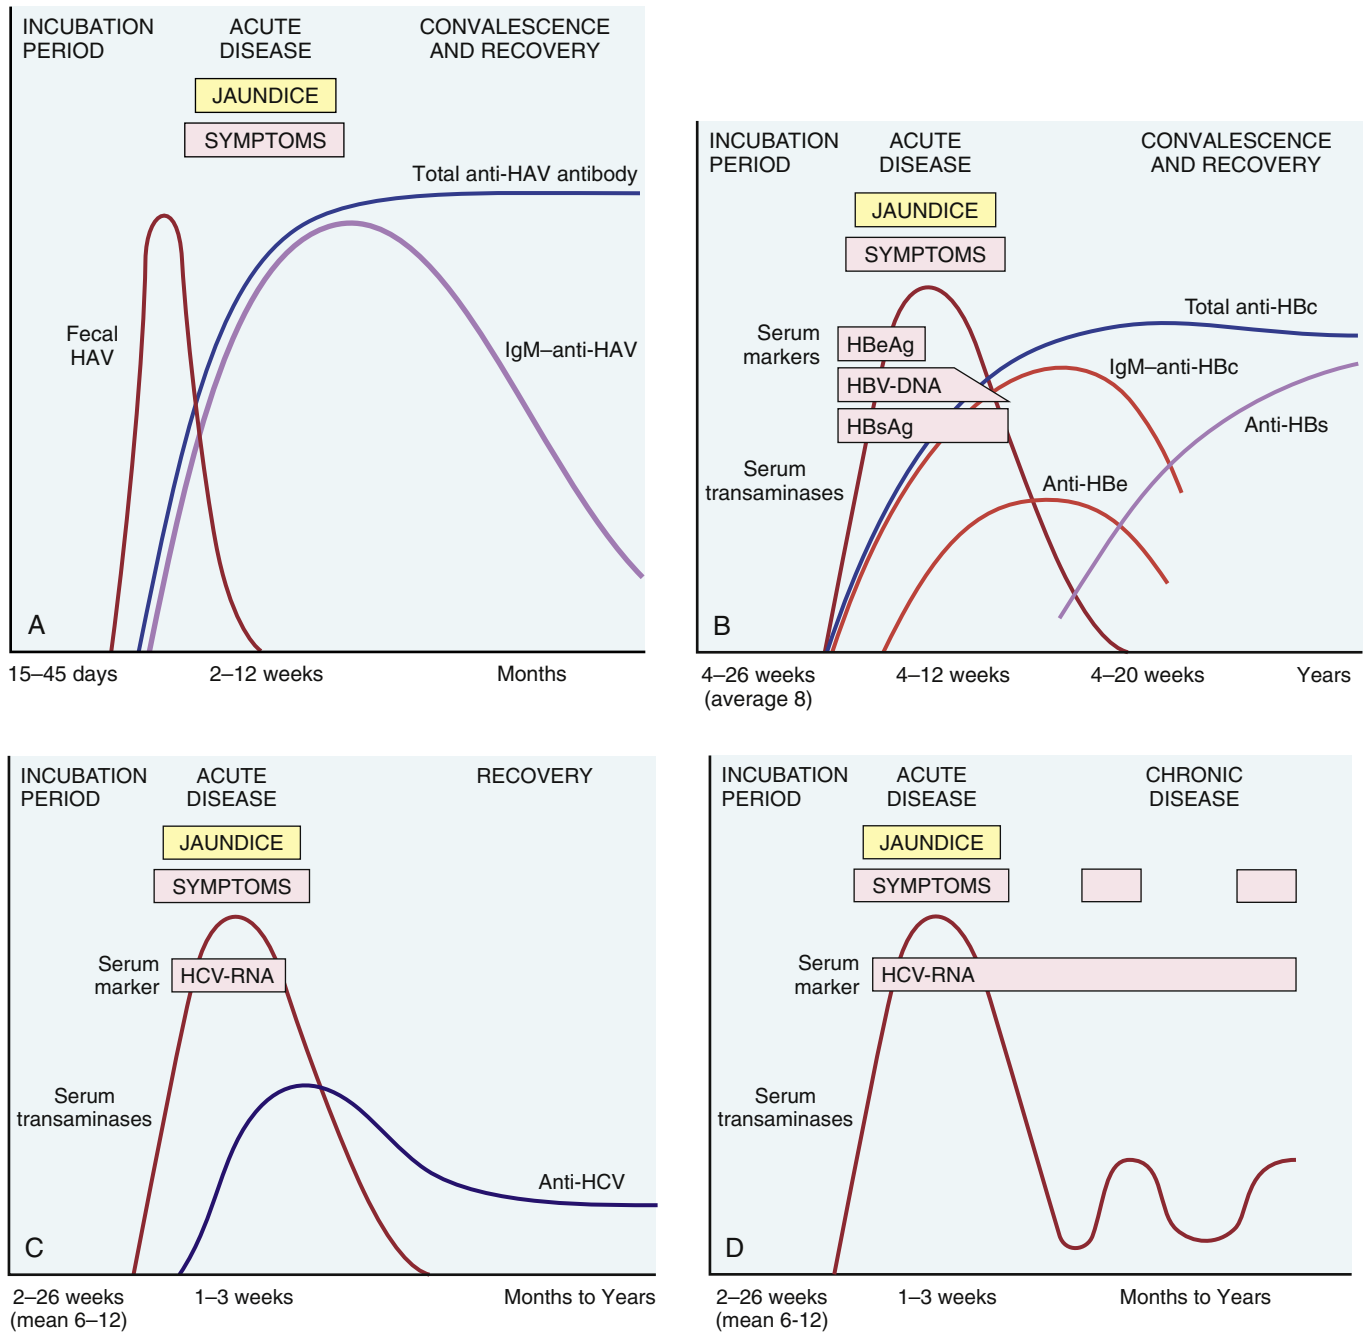 INCUBATION
PERIOD
ACUTE
DISEASE
CONVALESCENCE
AND RECOVERY
JAUNDICE
SYMPTOMS
Total anti-HAV antibody
Fecal
HAV
IgM–anti-HAV
A
15–45 days
2–12 weeks
Months
INCUBATION
PERIOD
ACUTE
DISEASE
CONVALESCENCE
AND RECOVERY
JAUNDICE
SYMPTOMS
Serum
markers
HBeAg
HBV-DNA
HBsAg
Total anti-HBc
IgM–anti-HBc
Anti-HBs
Serum
transaminases
Anti-HBe
B
4–26 weeks
(average 8)
4–12 weeks
4–20 weeks
Years
INCUBATION
PERIOD
ACUTE
DISEASE
RECOVERY
JAUNDICE
SYMPTOMS
Serum
marker
HCV-RNA
Serum
transaminases
Anti-HCV
C
2–26 weeks
(mean 6–12)
1–3 weeks
Months to Years
INCUBATION
PERIOD
ACUTE
DISEASE
CHRONIC
DISEASE
JAUNDICE
SYMPTOMS
Serum
marker
HCV-RNA
Serum
transaminases
D
2–26 weeks
(mean 6-12)
1–3 weeks
Months to Years